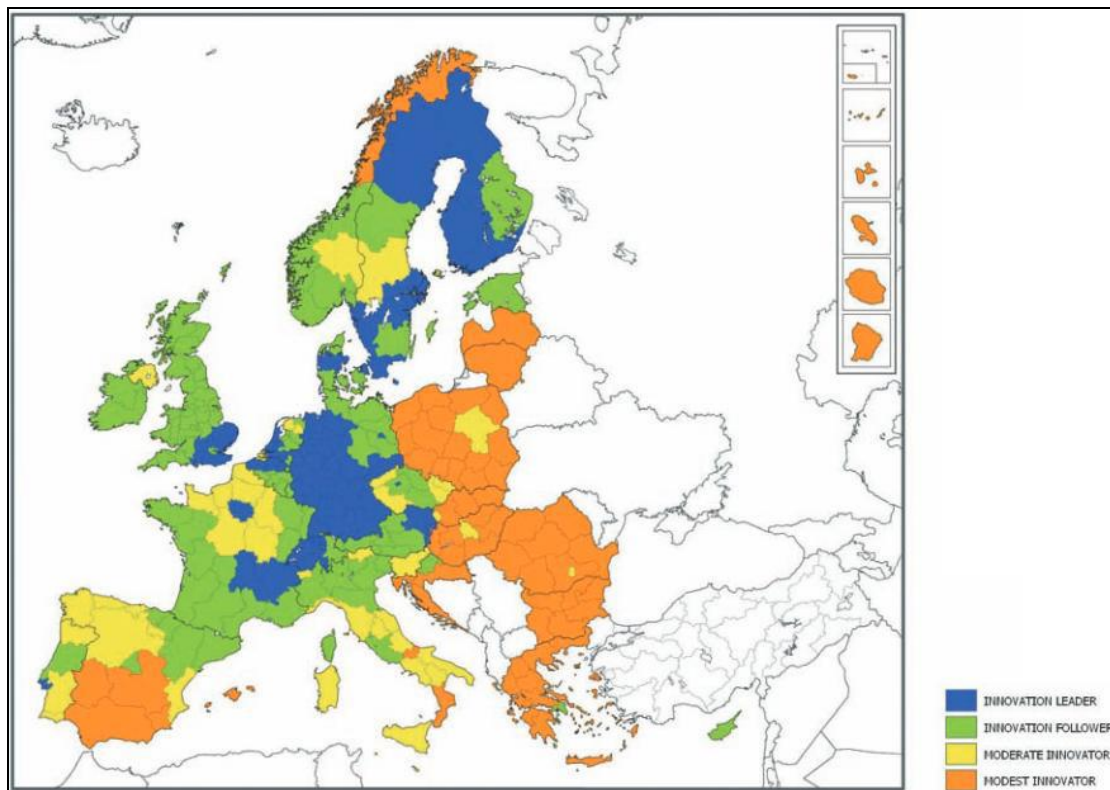 INNOVATION LEADER
INNOVATION FOLLOWER
MODERATE INNOVATOR
MODEST INNOVATOR